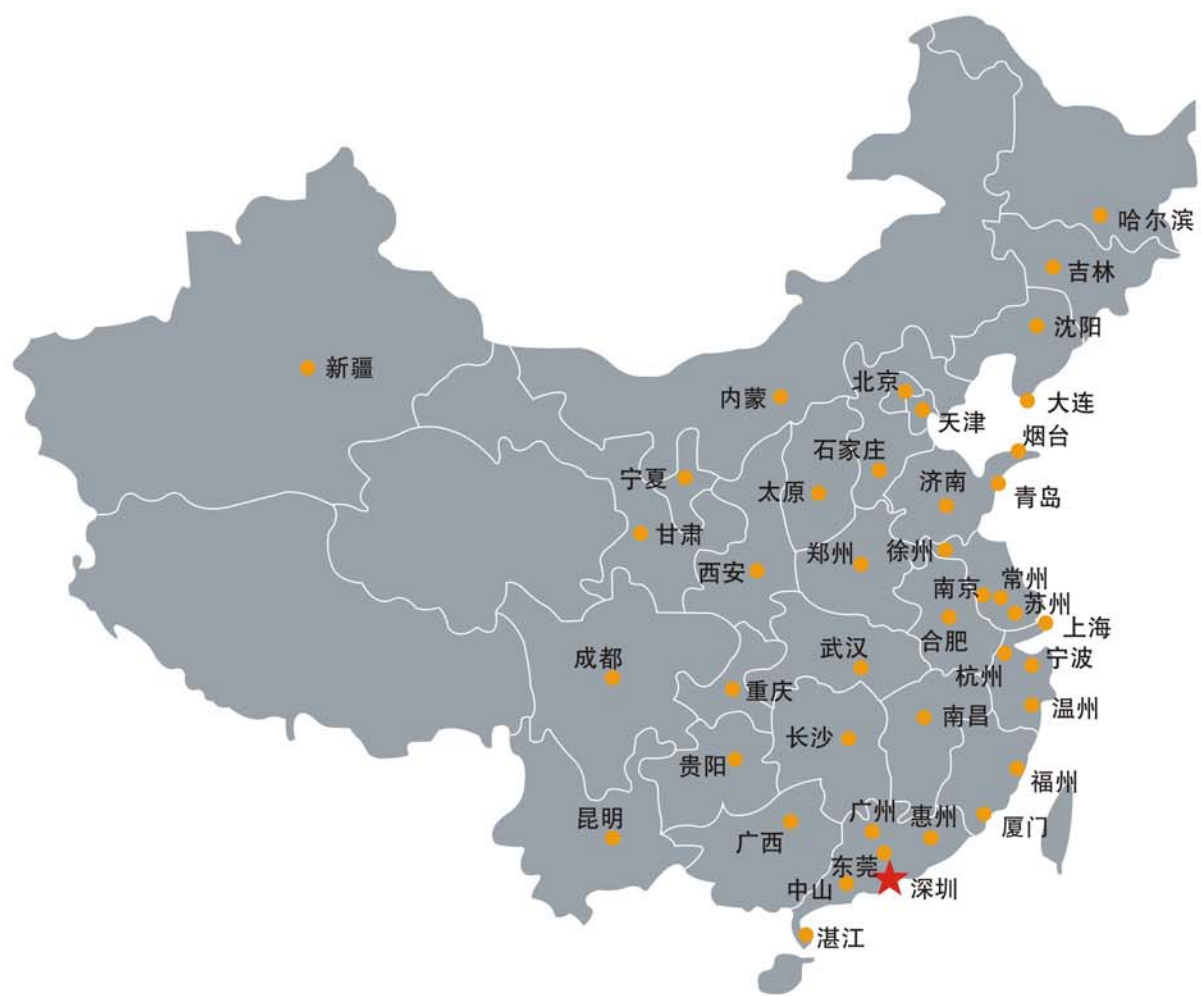 哈尔滨
吉林
沈阳
新疆
北京
内蒙
大连
天津
烟台
石家庄
宁夏
济南
太原
青岛
甘肃
郑州
徐州
西安
常州
南京
苏州
上海
合肥
武汉
宁波
成都
杭州
重庆
温州
南昌
长沙
贵阳
福州
广州
惠州
昆明
厦门
广西
东莞
中山
深圳
湛江